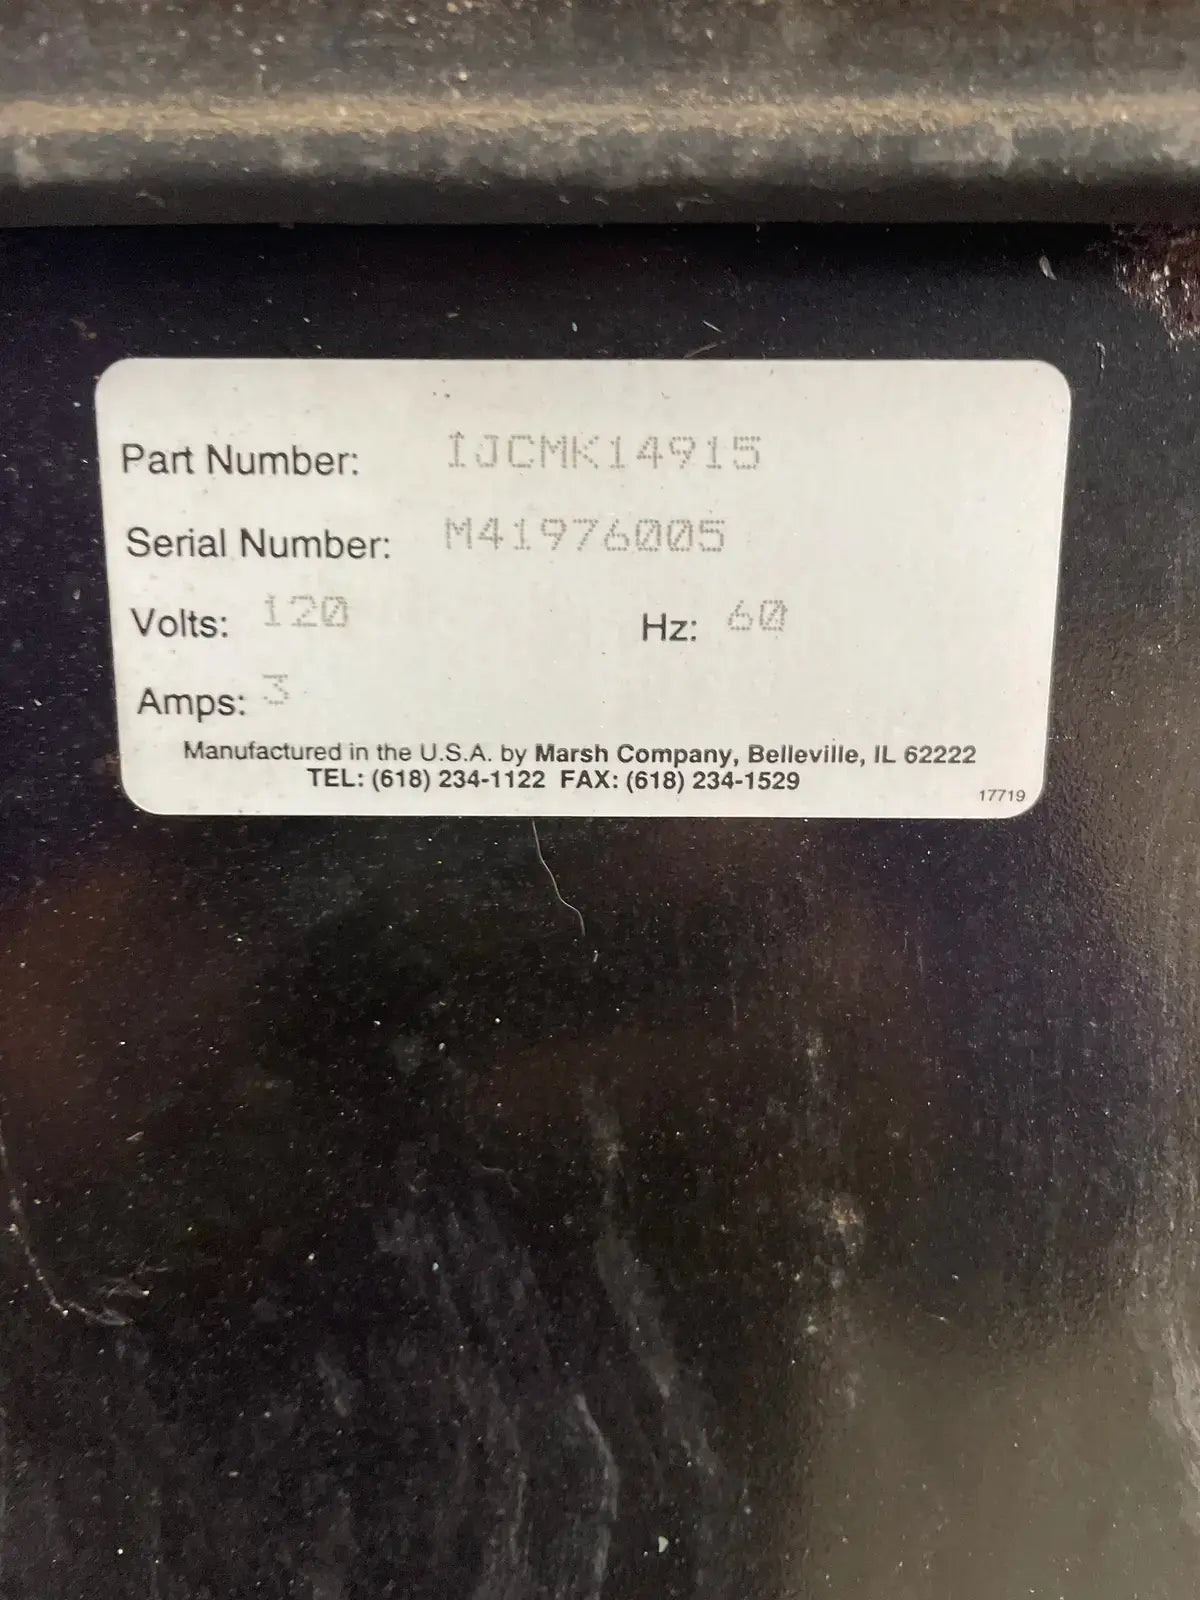 Part Number: IJCMK14915
Serial Number: M41976005
Volts: 120 Hz: 60
Amps: 3
Manufactured in the U.S.A. by Marsh Company, Belleville, IL 62222
TEL: (618) 234-1122 FAX: (618) 234-1529
17719